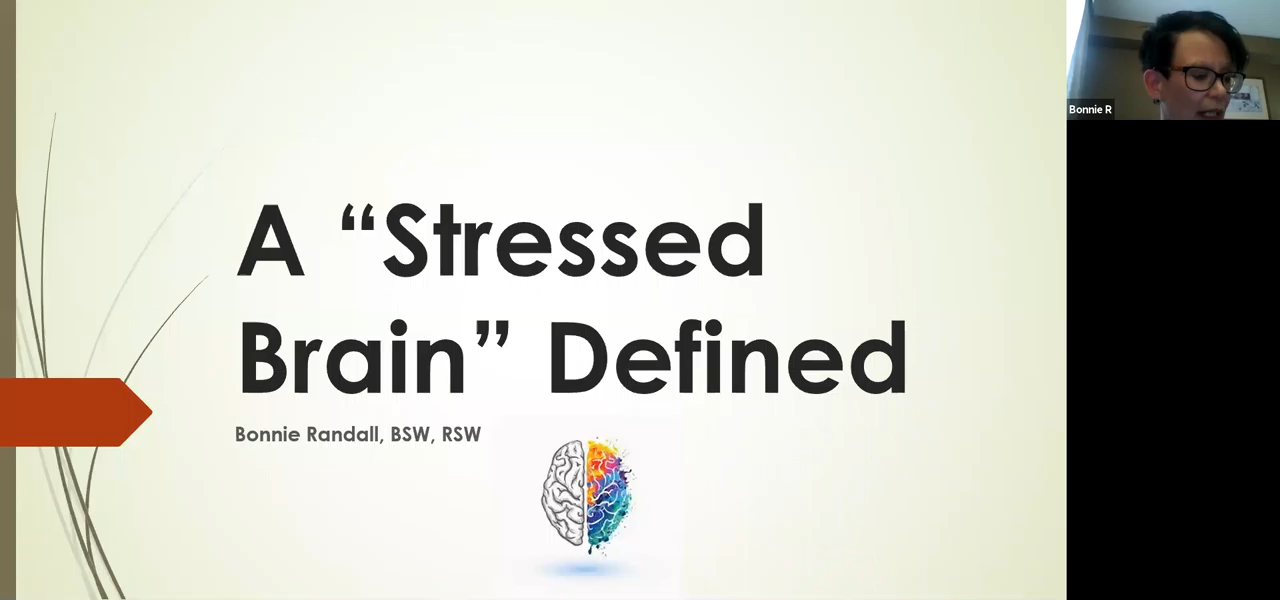 A “Stressed
Brain” Defined
Bonnie Randall, BSW, RSW
Bonnie R